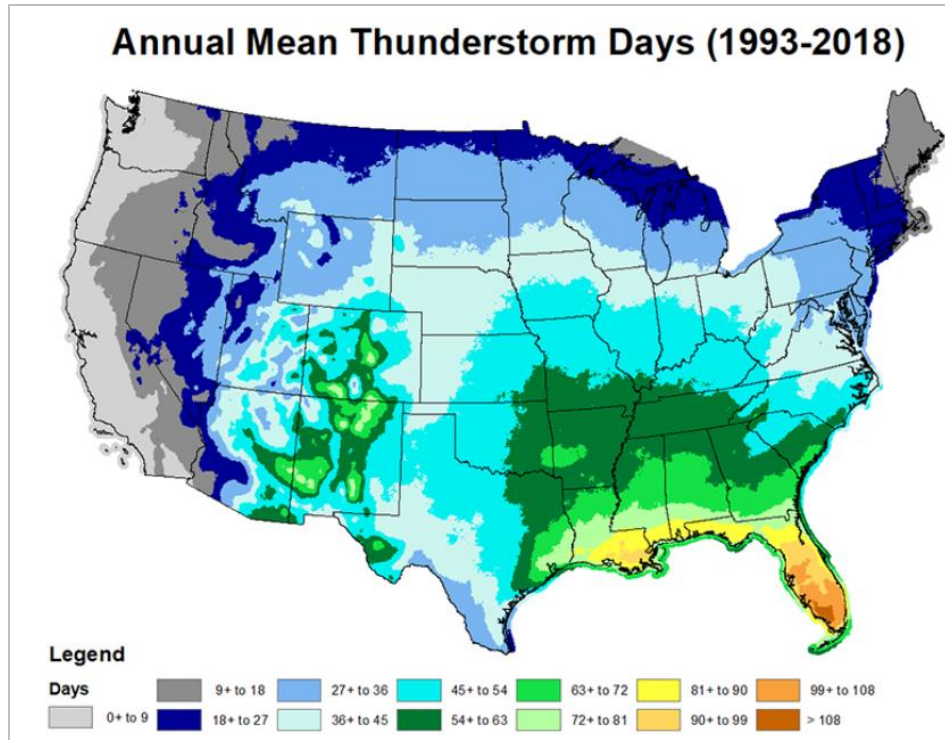 Annual Mean Thunderstorm Days (1993-2018)
Legend
Days
0+ to 9
9+ to 18
18+ to 27
27+ to 36
36+ to 45
45+ to 54
54+ to 63
63+ to 72
72+ to 81
81+ to 90
90+ to 99
99+ to 108
> 108